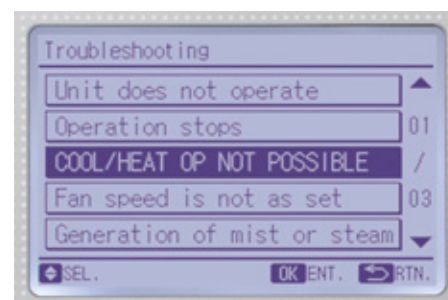 Troubleshooting
Unit does not operate
Operation stops 01
COOL/HEAT OP NOT POSSIBLE /
Fan speed is not as set 03
Generation of mist or steam
SEL. OK ENT. RTN.